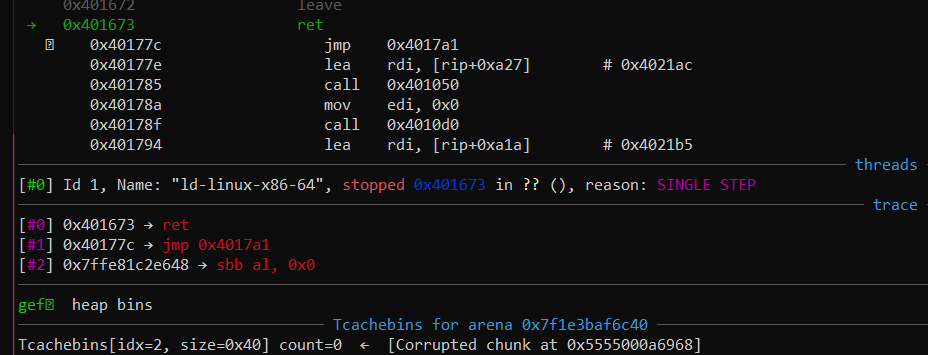 0x401672 leave
→ 0x401673 ret
0x40177c jmp 0x4017a1
0x40177e lea rdi, [rip+0xa27] # 0x4021ac
0x401785 call 0x401050
0x40178a mov edi, 0x0
0x40178f call 0x4010d0
0x401794 lea rdi, [rip+0xa1a] # 0x4021b5
threads
[#0] Id 1, Name: "ld-linux-x86-64", stopped 0x401673 in ?? (), reason: SINGLE STEP
trace
[#0] 0x401673 → ret
[#1] 0x40177c → jmp 0x4017a1
[#2] 0x7ffe81c2e648 → sbb al, 0x0
gef heap bins
Tcachebins for arena 0x7f1e3baf6c40
Tcachebins[idx=2, size=0x40] count=0 ← [Corrupted chunk at 0x5555000a6968]